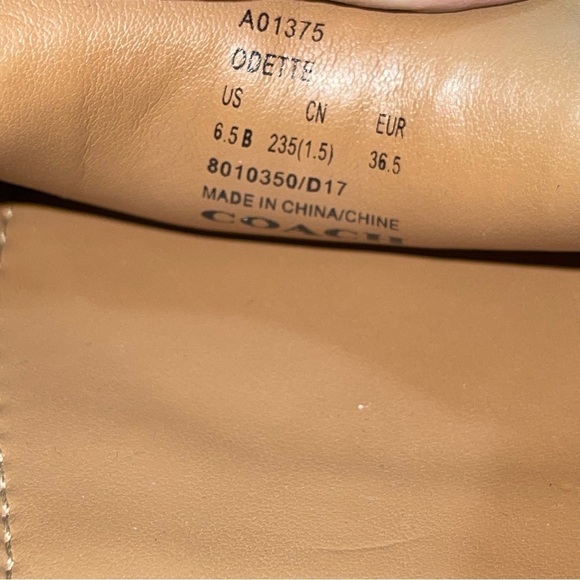 A01375
ODETTE
US CN EUR
6.5B 235(1.5) 36.5
8010350/D17
MADE IN CHINA/CHINE
COACH